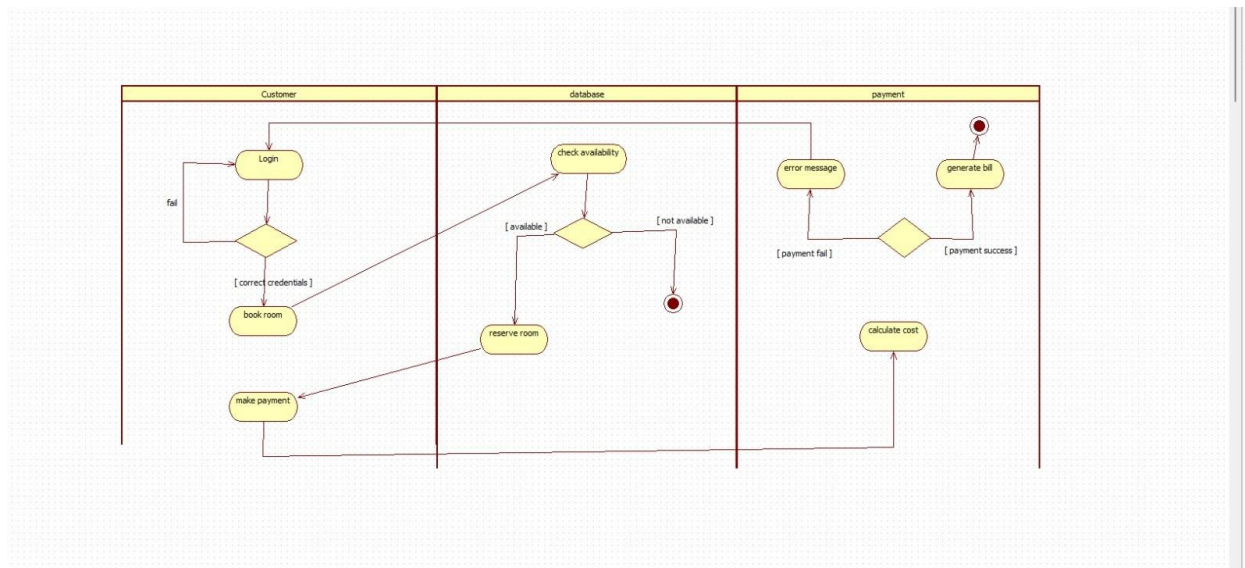 Customer
database
payment
Login
fail
[ correct credentials ]
book room
make payment
check availability
[ available ]
[ not available ]
reserve room
error message
generate bill
[ payment fail ]
[ payment success ]
calculate cost